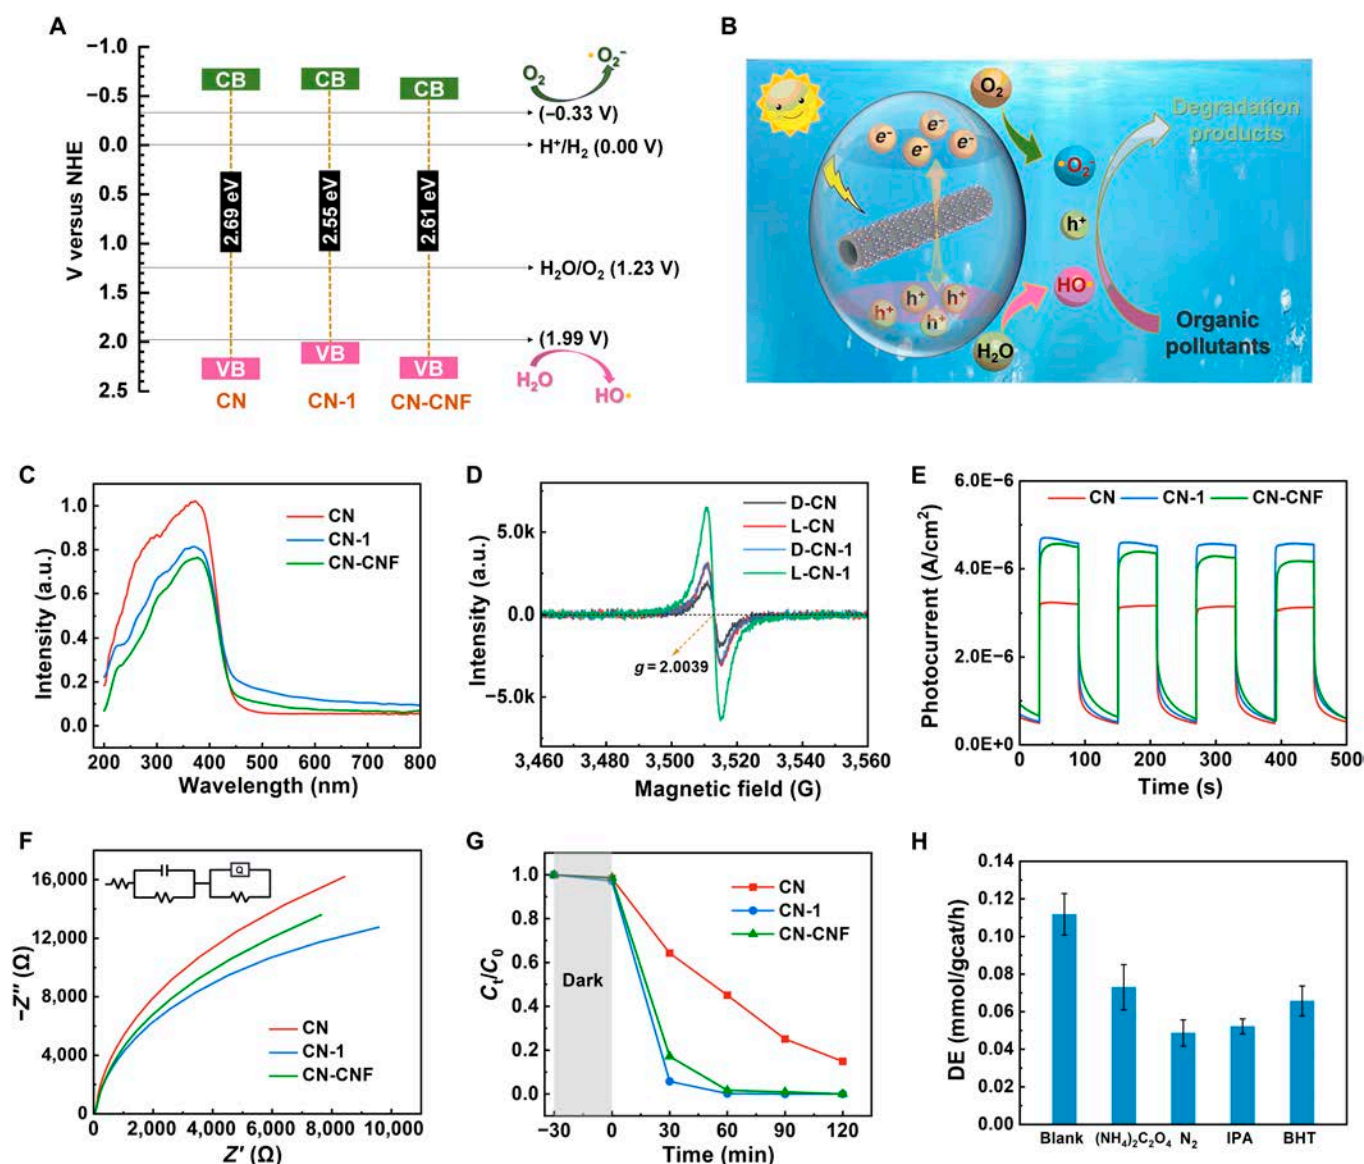 A
−1.0
−0.5
0.0
0.5
1.0
1.5
2.0
2.5
V versus NHE
CB
CB
CB
2.69 eV
2.55 eV
2.61 eV
VB
VB
VB
CN
CN-1
CN-CNF
O₂
•O₂⁻
(−0.33 V)
H⁺/H₂ (0.00 V)
H₂O/O₂ (1.23 V)
(1.99 V)
H₂O
HO•
B
O₂
e⁻
e⁻
e⁻
e⁻
•O₂⁻
h⁺
HO•
h⁺
h⁺
h⁺
h⁺
H₂O
Degradation
products
Organic
pollutants
C
1.0
0.8
0.6
0.4
0.2
0.0
Intensity (a.u.)
CN
CN-1
CN-CNF
200 300 400 500 600 700 800
Wavelength (nm)
D
5.0k
0.0
−5.0k
Intensity (a.u.)
D-CN
L-CN
D-CN-1
L-CN-1
g = 2.0039
3,460 3,480 3,500 3,520 3,540 3,560
Magnetic field (G)
E
6.0E−6
4.0E−6
2.0E−6
0.0E+0
Photocurrent (A/cm²)
CN CN-1 CN-CNF
0 100 200 300 400 500
Time (s)
F
16,000
12,000
8,000
4,000
0
−Z″ (Ω)
Q
CN
CN-1
CN-CNF
0 2,000 4,000 6,000 8,000 10,000
Z′ (Ω)
G
1.0
0.8
0.6
0.4
0.2
0.0
Cₜ/C₀
Dark
CN
CN-1
CN-CNF
−30 0 30 60 90 120
Time (min)
H
0.14
0.12
0.10
0.08
0.06
0.04
0.02
0.00
DE (mmol/gcat/h)
Blank (NH₄)₂C₂O₄ N₂ IPA BHT